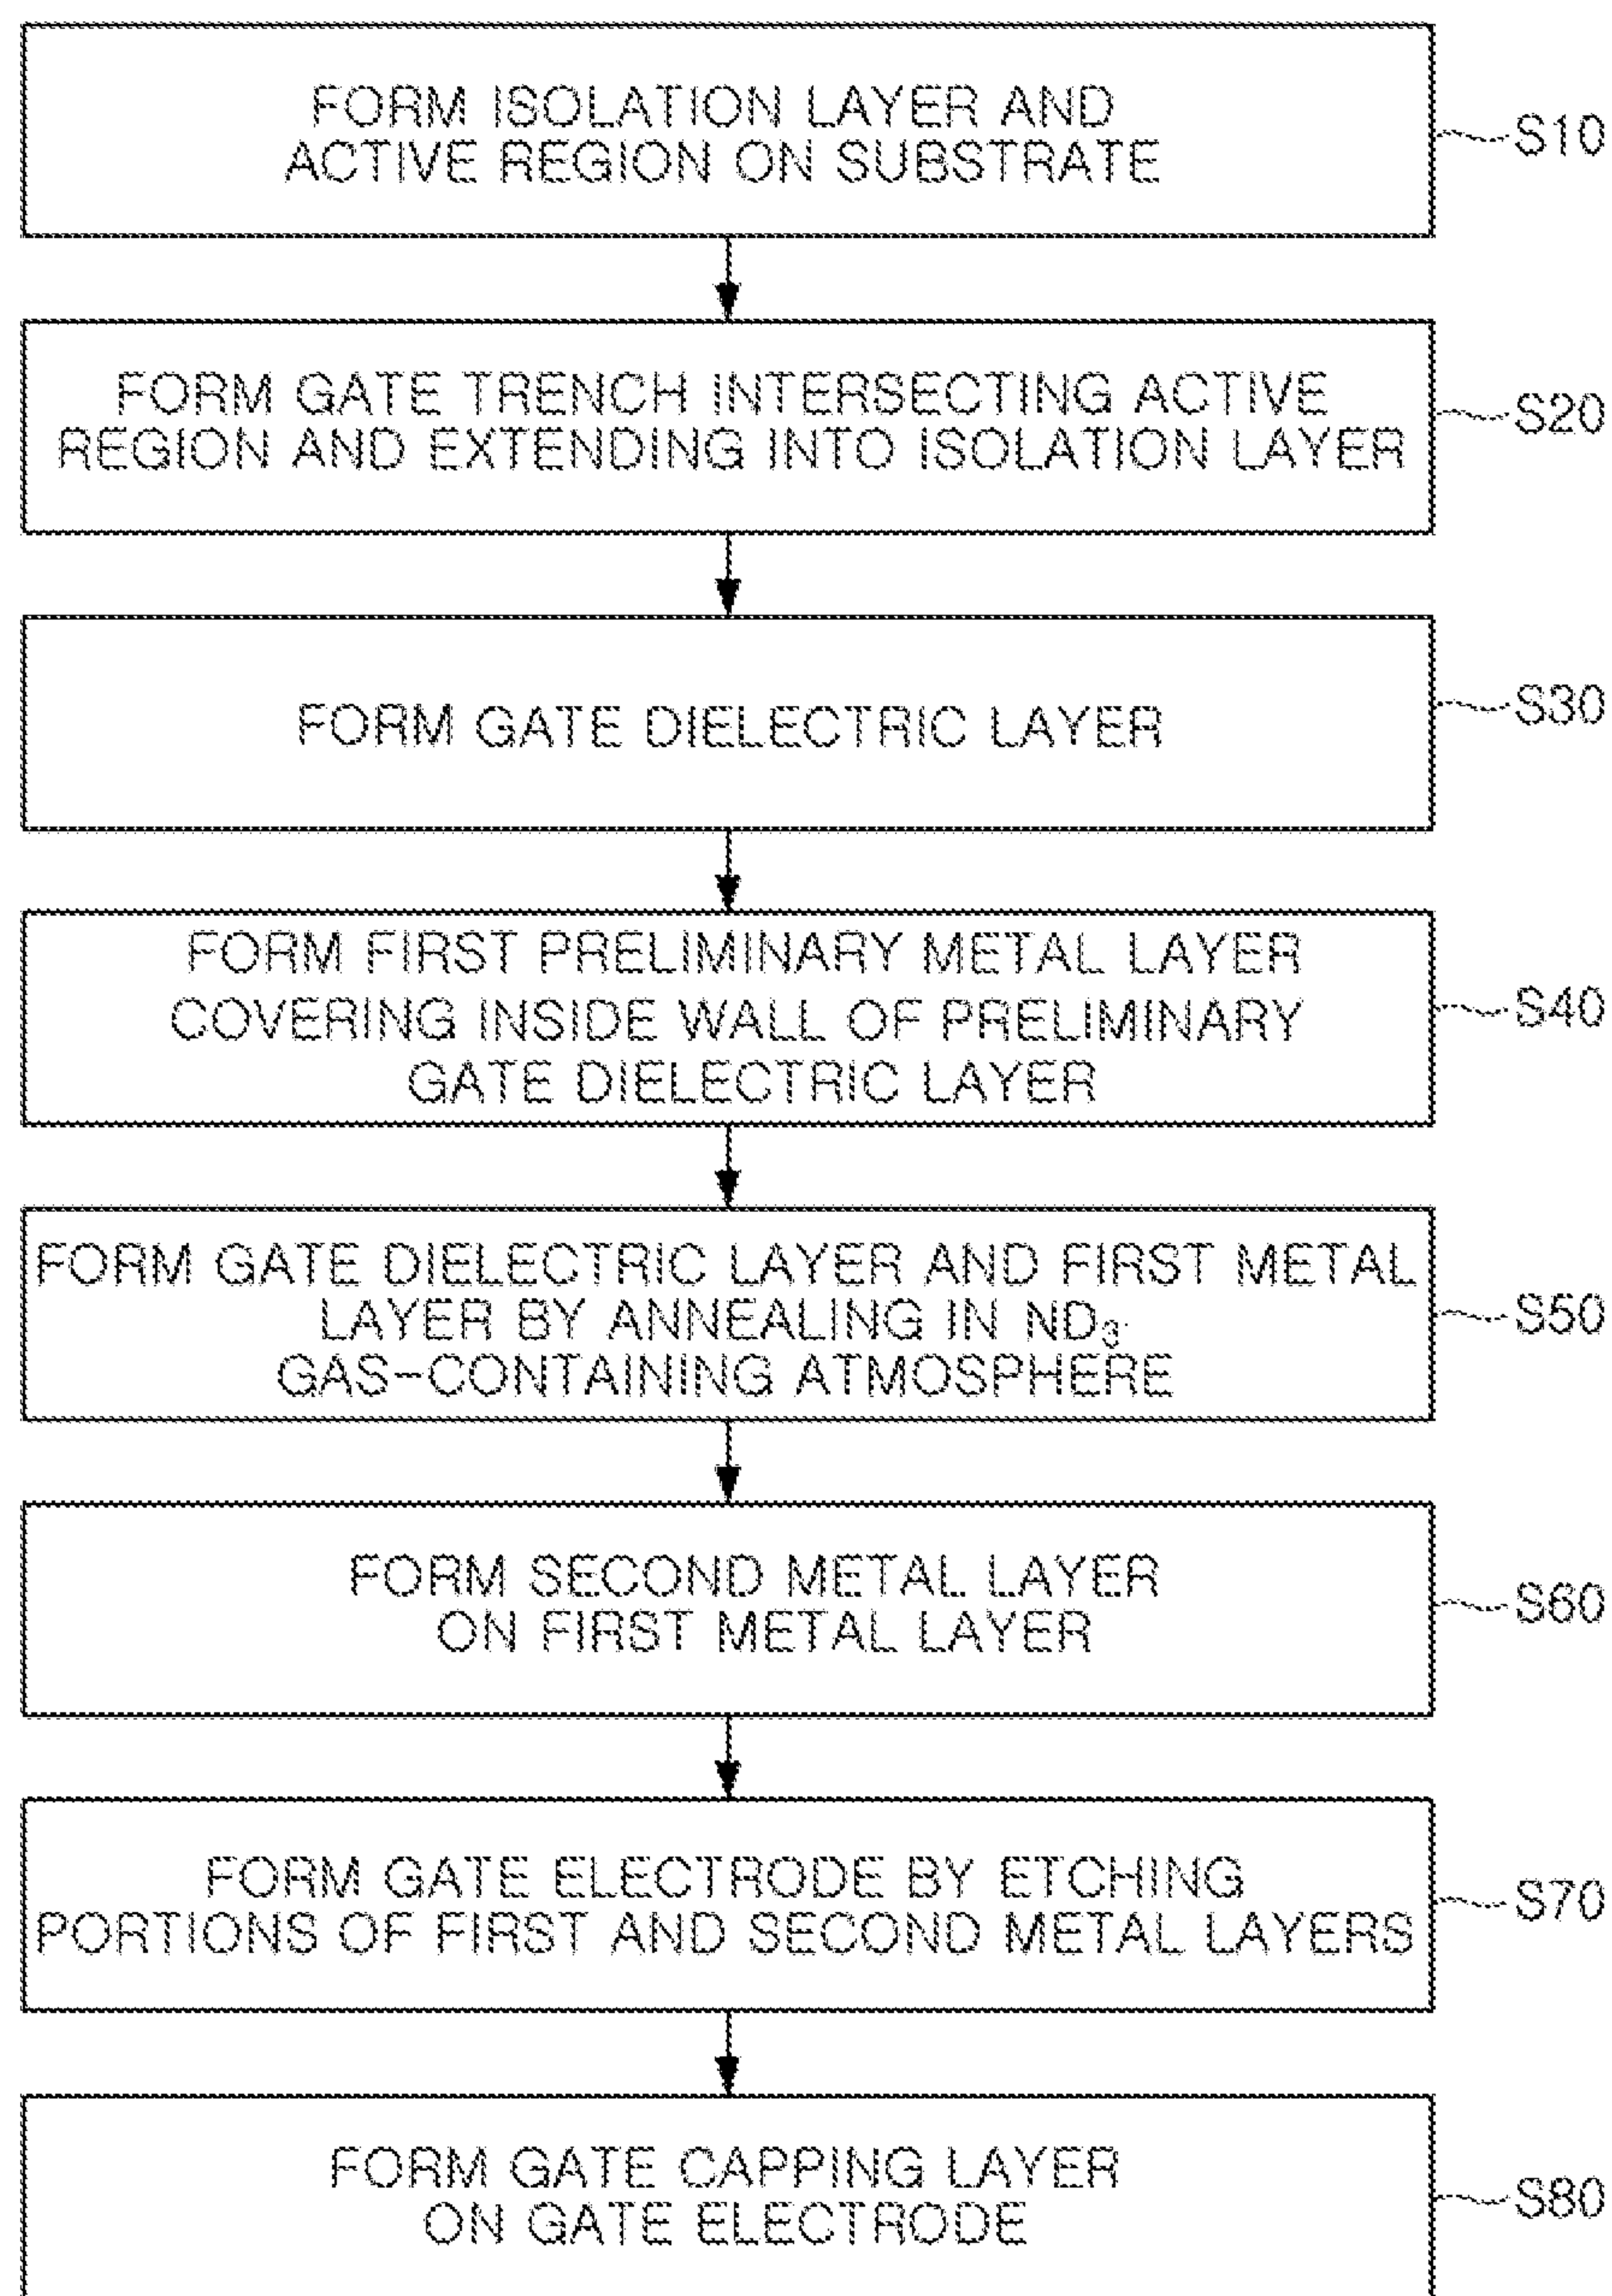 FORM ISOLATION LAYER AND
ACTIVE REGION ON SUBSTRATE
S10
FORM GATE TRENCH INTERSECTING ACTIVE
REGION AND EXTENDING INTO ISOLATION LAYER
S20
FORM GATE DIELECTRIC LAYER
S30
FORM FIRST PRELIMINARY METAL LAYER
COVERING INSIDE WALL OF PRELIMINARY
GATE DIELECTRIC LAYER
S40
FORM GATE DIELECTRIC LAYER AND FIRST METAL
LAYER BY ANNEALING IN ND₃
GAS-CONTAINING ATMOSPHERE
S50
FORM SECOND METAL LAYER
ON FIRST METAL LAYER
S60
FORM GATE ELECTRODE BY ETCHING
PORTIONS OF FIRST AND SECOND METAL LAYERS
S70
FORM GATE CAPPING LAYER
ON GATE ELECTRODE
S80